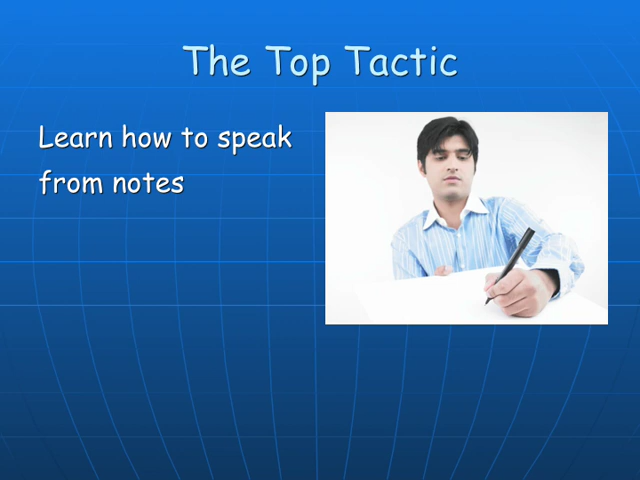 The Top Tactic
Learn how to speak
from notes